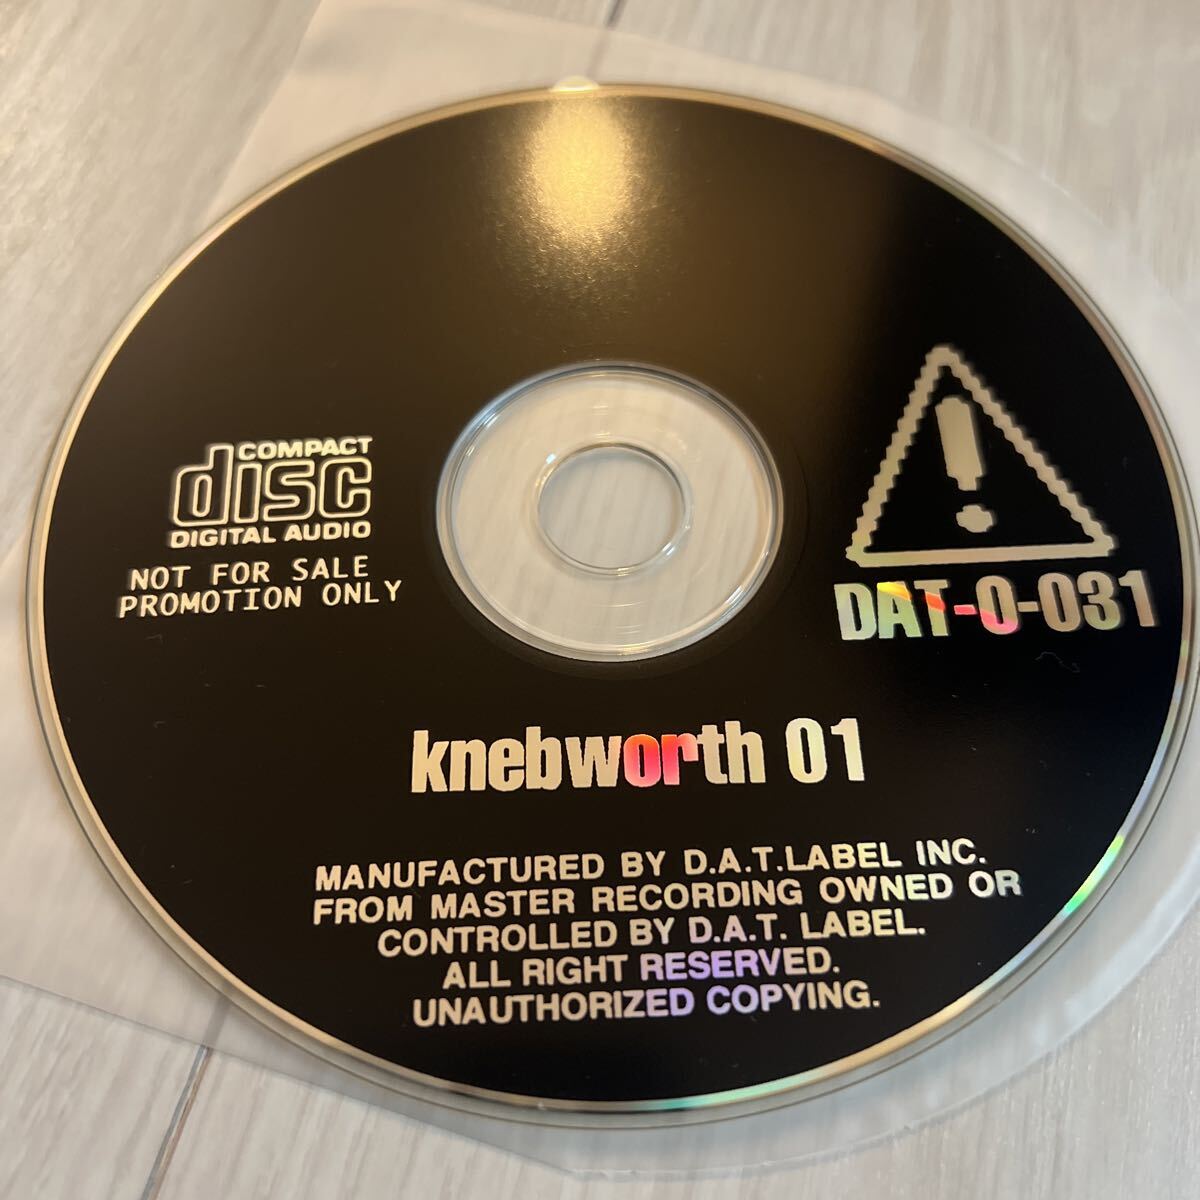 COMPACT
disc
DIGITAL AUDIO
NOT FOR SALE
PROMOTION ONLY
!
DAT-0-031
knebworth 01
MANUFACTURED BY D.A.T.LABEL INC.
FROM MASTER RECORDING OWNED OR
CONTROLLED BY D.A.T. LABEL.
ALL RIGHT RESERVED.
UNAUTHORIZED COPYING.